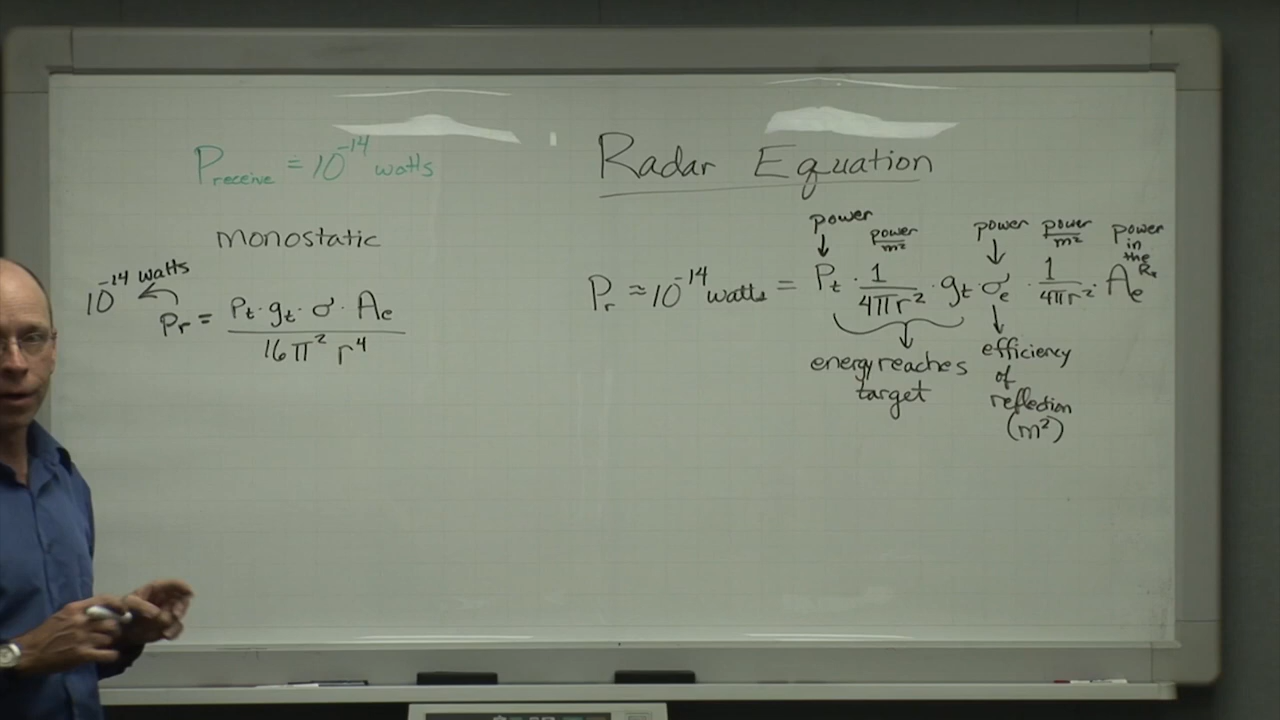 P_receive = 10^-14 watts
monostatic
10^-14 watts
P_r = P_t · g_t · σ · A_e
16π² r⁴
Radar Equation
power
power
m²
power
power
m²
power
in
the
Rx
P_r ≈ 10^-14 watts = P_t · 1/4πr² · g_t σ_e · 1/4πr² · A_e
energy reaches
target
efficiency
of
reflection
(m²)